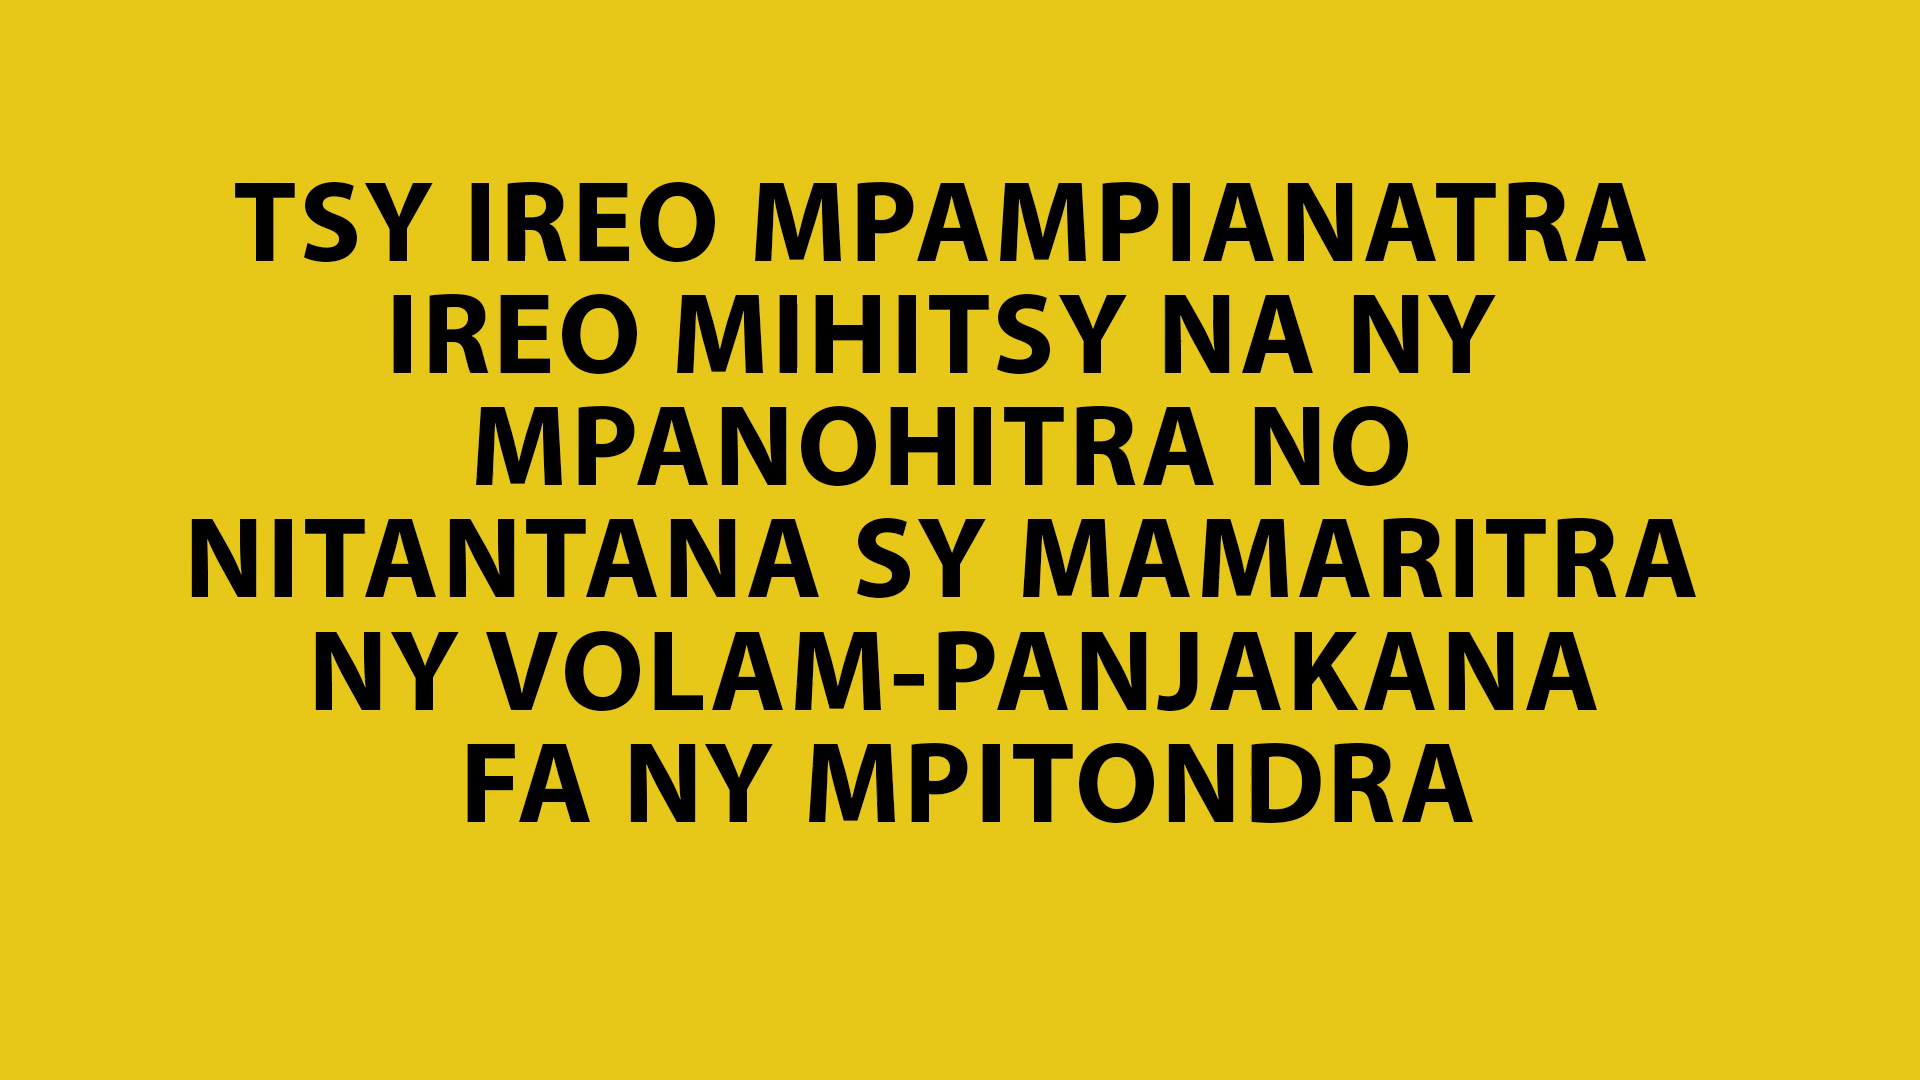 TSY IREO MPAMPIANATRA
IREO MIHITSY NA NY
MPANOHITRA NO
NITANTANA SY MAMARITRA
NY VOLAM-PANJAKANA
FA NY MPITONDRA